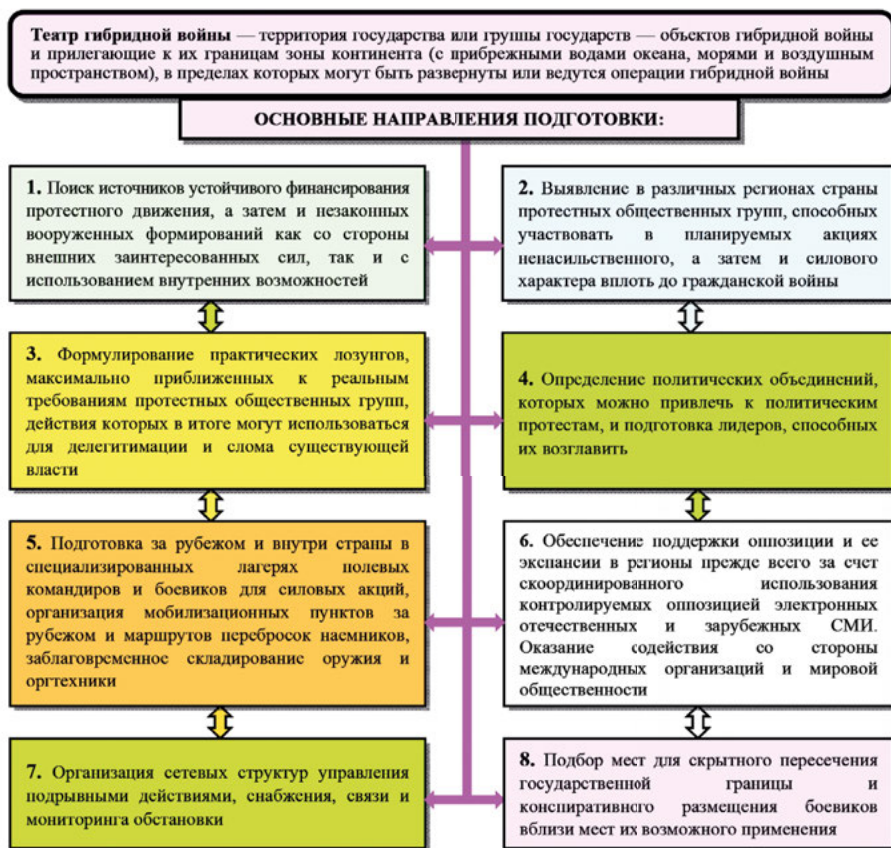 Театр гибридной войны — территория государства или группы государств — объектов гибридной войны
и прилегающие к их границам зоны континента (с прибрежными водами океана, морями и воздушным
пространством), в пределах которых могут быть развернуты или ведутся операции гибридной войны
ОСНОВНЫЕ НАПРАВЛЕНИЯ ПОДГОТОВКИ:
1. Поиск источников устойчивого финансирования
протестного движения, а затем и незаконных
вооруженных формирований как со стороны
внешних заинтересованных сил, так и с
использованием внутренних возможностей
2. Выявление в различных регионах страны
протестных общественных групп, способных
участвовать в планируемых акциях
ненасильственного, а затем и силового
характера вплоть до гражданской войны
3. Формулирование практических лозунгов,
максимально приближенных к реальным
требованиям протестных общественных групп,
действия которых в итоге могут использоваться
для делегитимации и слома существующей
власти
4. Определение политических объединений,
которых можно привлечь к политическим
протестам, и подготовка лидеров, способных
их возглавить
5. Подготовка за рубежом и внутри страны в
специализированных лагерях полевых
командиров и боевиков для силовых акций,
организация мобилизационных пунктов за
рубежом и маршрутов перебросок наемников,
заблаговременное складирование оружия и
оргтехники
6. Обеспечение поддержки оппозиции и ее
экспансии в регионы прежде всего за счет
скоординированного использования
контролируемых оппозицией электронных
отечественных и зарубежных СМИ.
Оказание содействия со стороны
международных организаций и мировой
общественности
7. Организация сетевых структур управления
подрывными действиями, снабжения, связи и
мониторинга обстановки
8. Подбор мест для скрытного пересечения
государственной границы и
конспиративного размещения боевиков
вблизи мест их возможного применения